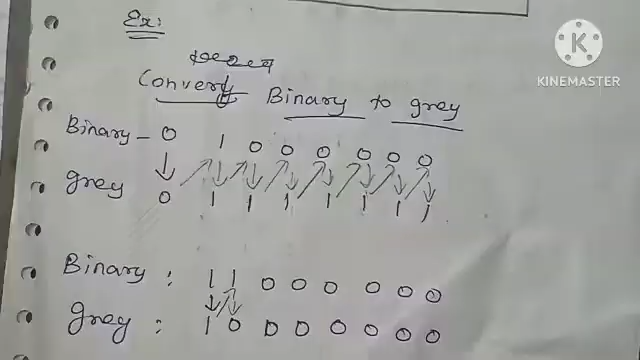 Ex:
K
KINEMASTER
Convert Binary to grey
Binary - 0 1 0 0 0 0 0 0
grey 0 1 1 1 1 1 1 1
Binary : 1 1 0 0 0 0 0 0
grey : 1 0 0 0 0 0 0 0